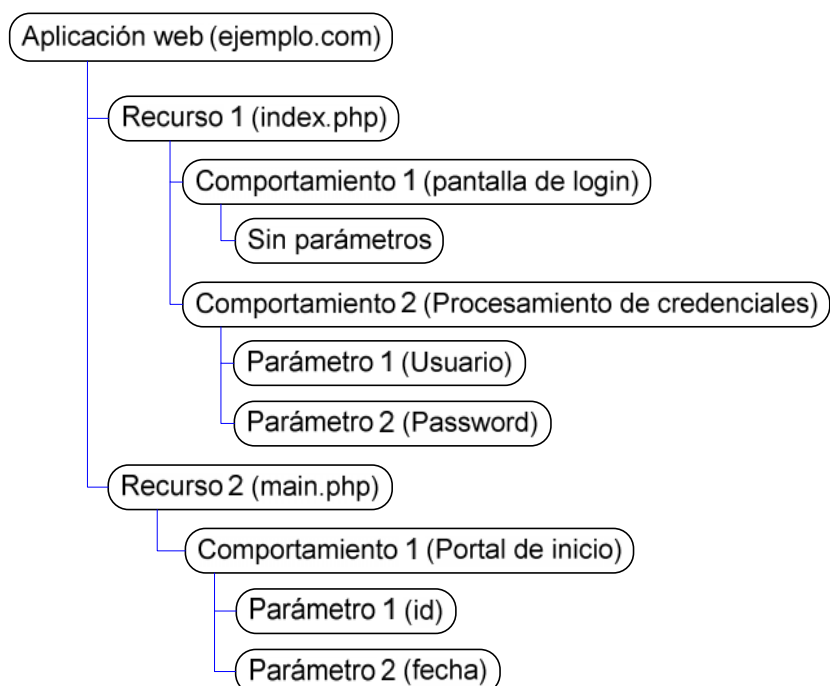 Aplicación web (ejemplo.com)
Recurso 1 (index.php)
Comportamiento 1 (pantalla de login)
Sin parámetros
Comportamiento 2 (Procesamiento de credenciales)
Parámetro 1 (Usuario)
Parámetro 2 (Password)
Recurso 2 (main.php)
Comportamiento 1 (Portal de inicio)
Parámetro 1 (id)
Parámetro 2 (fecha)